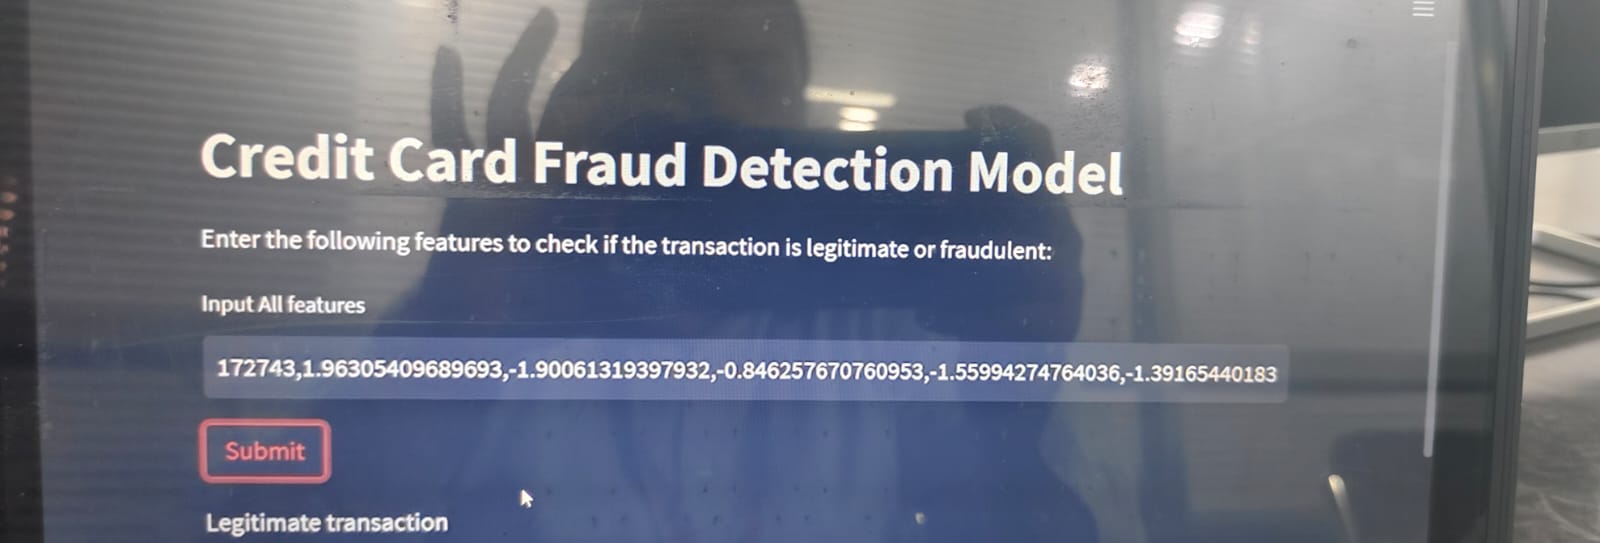 Credit Card Fraud Detection Model
Enter the following features to check if the transaction is legitimate or fraudulent:
Input All features
172743,1.96305409689693,-1.90061319397932,-0.846257670760953,-1.55994274764036,-1.39165440183
Submit
Legitimate transaction